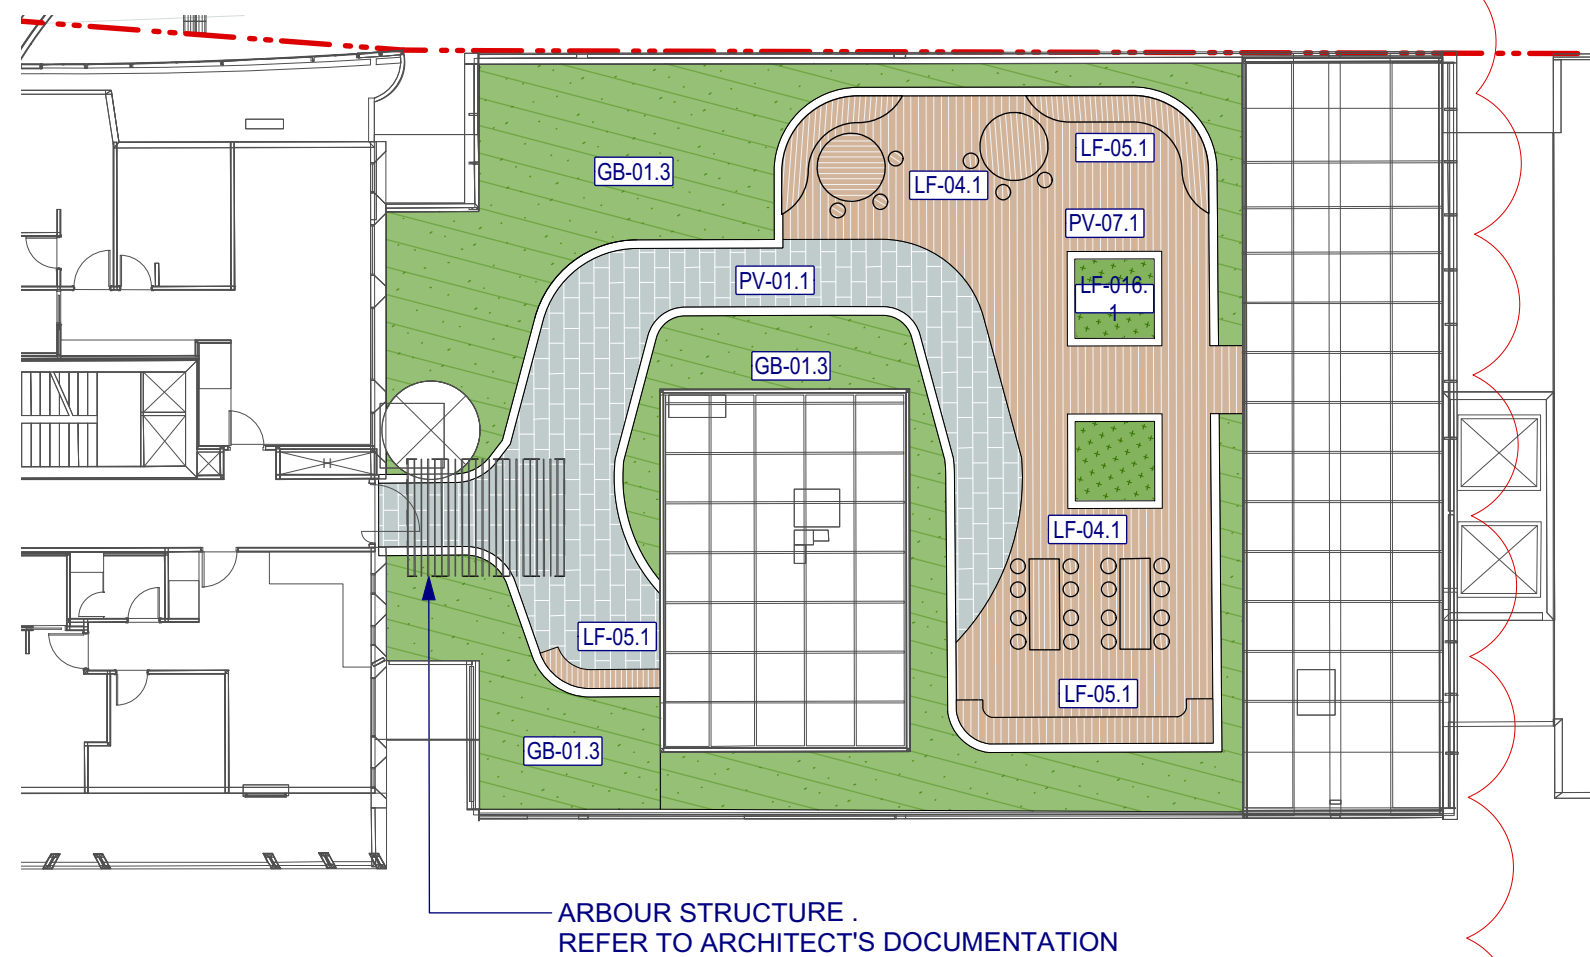 LF-05.1
GB-01.3
LF-04.1
PV-07.1
PV-01.1
LF-016.
1
GB-01.3
LF-04.1
LF-05.1
LF-05.1
GB-01.3
ARBOUR STRUCTURE .
REFER TO ARCHITECT'S DOCUMENTATION